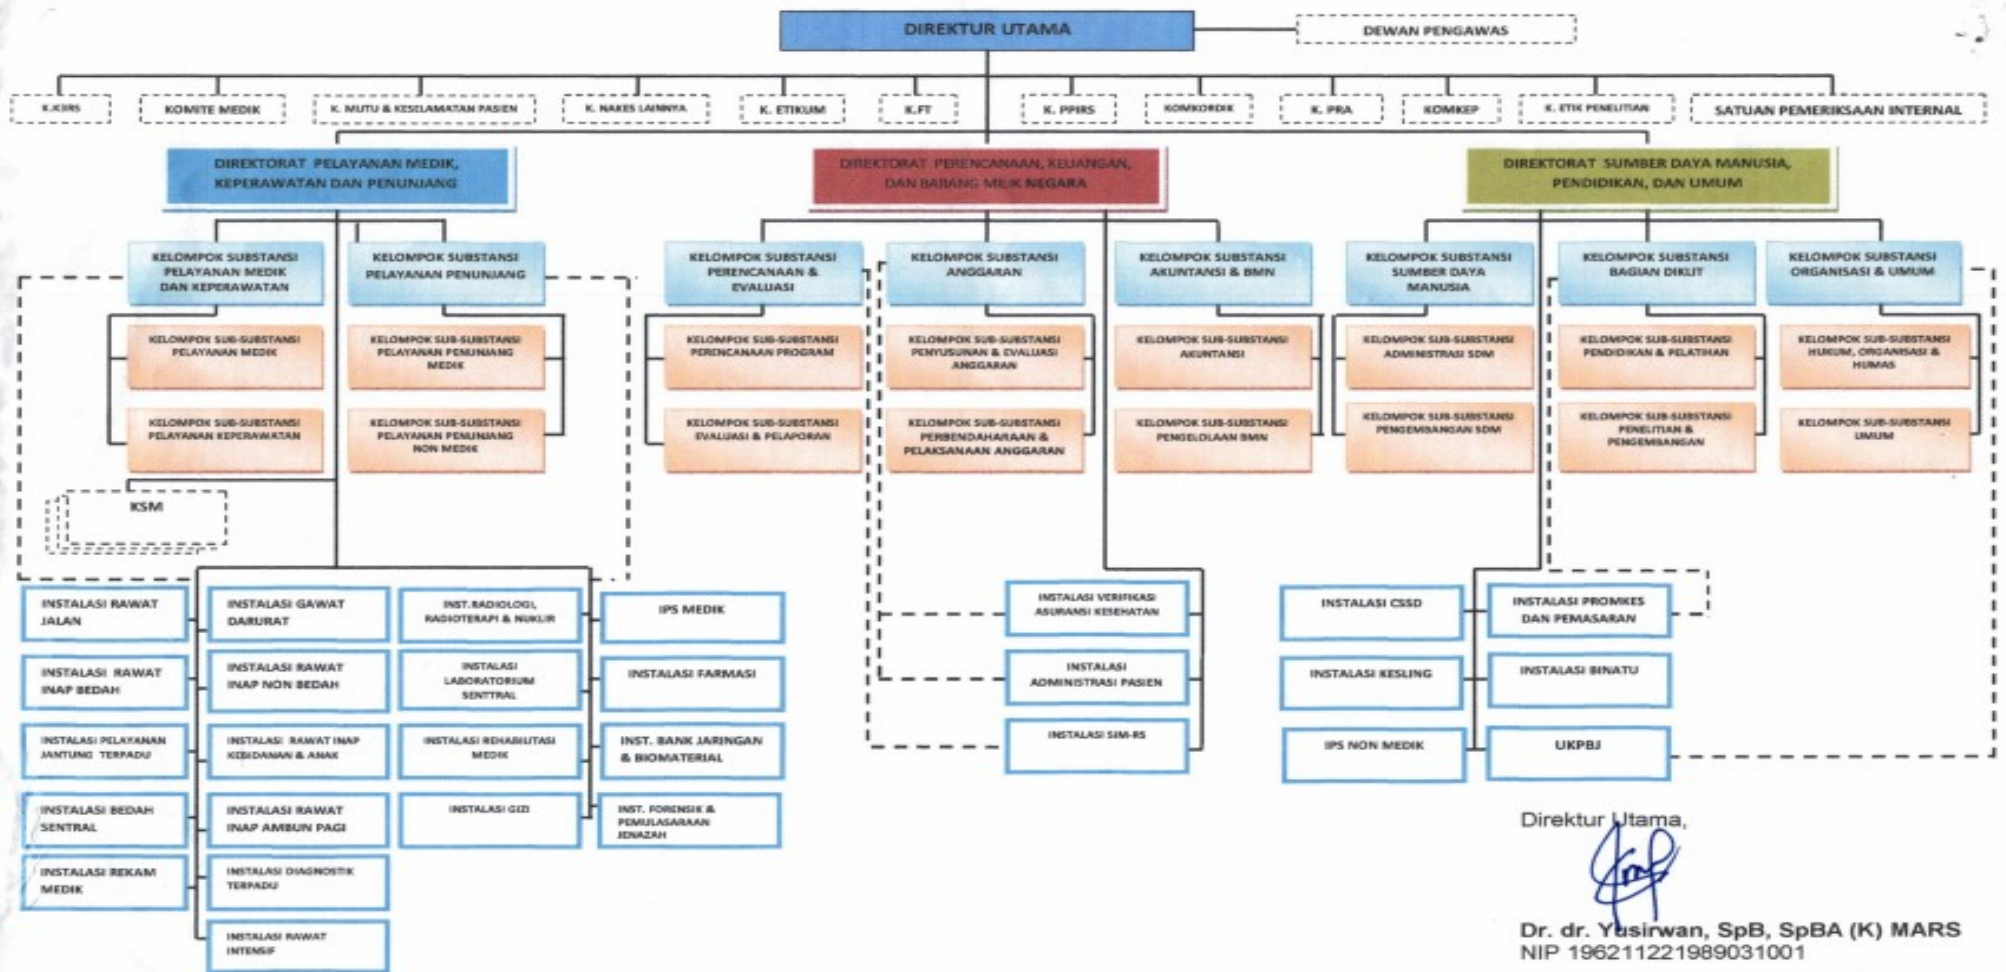 DIREKTUR UTAMA
DEWAN PENGAWAS
K.K3RS
KOMITE MEDIK
K. MUTU & KESELAMATAN PASIEN
K. NAKES LAINNYA
K. ETIKUM
K.FT
K. PPIRS
KOMKORDIK
K. PRA
KOMKEP
K. ETIK PENELITIAN
SATUAN PEMERIKSAAN INTERNAL
DIREKTORAT PELAYANAN MEDIK,
KEPERAWATAN DAN PENUNJANG
DIREKTORAT PERENCANAAN, KEUANGAN,
DAN BARANG MILIK NEGARA
DIREKTORAT SUMBER DAYA MANUSIA,
PENDIDIKAN, DAN UMUM
KELOMPOK SUBSTANSI
PELAYANAN MEDIK
DAN KEPERAWATAN
KELOMPOK SUBSTANSI
PELAYANAN PENUNJANG
KELOMPOK SUBSTANSI
PERENCANAAN &
EVALUASI
KELOMPOK SUBSTANSI
ANGGARAN
KELOMPOK SUBSTANSI
AKUNTANSI & BMN
KELOMPOK SUBSTANSI
SUMBER DAYA
MANUSIA
KELOMPOK SUBSTANSI
BAGIAN DIKLIT
KELOMPOK SUBSTANSI
ORGANISASI & UMUM
KELOMPOK SUB-SUBSTANSI
PELAYANAN MEDIK
KELOMPOK SUB-SUBSTANSI
PELAYANAN PENUNJANG
MEDIK
KELOMPOK SUB-SUBSTANSI
PERENCANAAN PROGRAM
KELOMPOK SUB-SUBSTANSI
PENYUSUNAN & EVALUASI
ANGGARAN
KELOMPOK SUB-SUBSTANSI
AKUNTANSI
KELOMPOK SUB-SUBSTANSI
ADMINISTRASI SDM
KELOMPOK SUB-SUBSTANSI
PENDIDIKAN & PELATIHAN
KELOMPOK SUB-SUBSTANSI
HUKUM, ORGANISASI &
HUMAS
KELOMPOK SUB-SUBSTANSI
PELAYANAN KEPERAWATAN
KELOMPOK SUB-SUBSTANSI
PELAYANAN PENUNJANG
NON MEDIK
KELOMPOK SUB-SUBSTANSI
EVALUASI & PELAPORAN
KELOMPOK SUB-SUBSTANSI
PERBENDAHARAAN &
PELAKSANAAN ANGGARAN
KELOMPOK SUB-SUBSTANSI
PENGELOLAAN BMN
KELOMPOK SUB-SUBSTANSI
PENGEMBANGAN SDM
KELOMPOK SUB-SUBSTANSI
PENELITIAN &
PENGEMBANGAN
KELOMPOK SUB-SUBSTANSI
UMUM
KSM
INSTALASI RAWAT
JALAN
INSTALASI GAWAT
DARURAT
INST.RADIOLOGI,
RADIOTERAPI & NUKLIR
IPS MEDIK
INSTALASI VERIFIKASI
ASURANSI KESEHATAN
INSTALASI CSSD
INSTALASI PROMKES
DAN PEMASARAN
INSTALASI RAWAT
INAP BEDAH
INSTALASI RAWAT
INAP NON BEDAH
INSTALASI
LABORATORIUM
SENTTRAL
INSTALASI FARMASI
INSTALASI
ADMINISTRASI PASIEN
INSTALASI KESLING
INSTALASI BINATU
INSTALASI PELAYANAN
JANTUNG TERPADU
INSTALASI RAWAT INAP
KEBIDANAN & ANAK
INSTALASI REHABILITASI
MEDIK
INST. BANK JARINGAN
& BIOMATERIAL
INSTALASI SIM-RS
IPS NON MEDIK
UKPBJ
INSTALASI BEDAH
SENTRAL
INSTALASI RAWAT
INAP AMBUN PAGI
INSTALASI GIZI
INST. FORENSIK &
PEMULASARAAN
JENAZAH
INSTALASI REKAM
MEDIK
INSTALASI DIAGNOSTIK
TERPADU
INSTALASI RAWAT
INTENSIF
Direktur Utama,
Dr. dr. Yusirwan, SpB, SpBA (K) MARS
NIP 196211221989031001